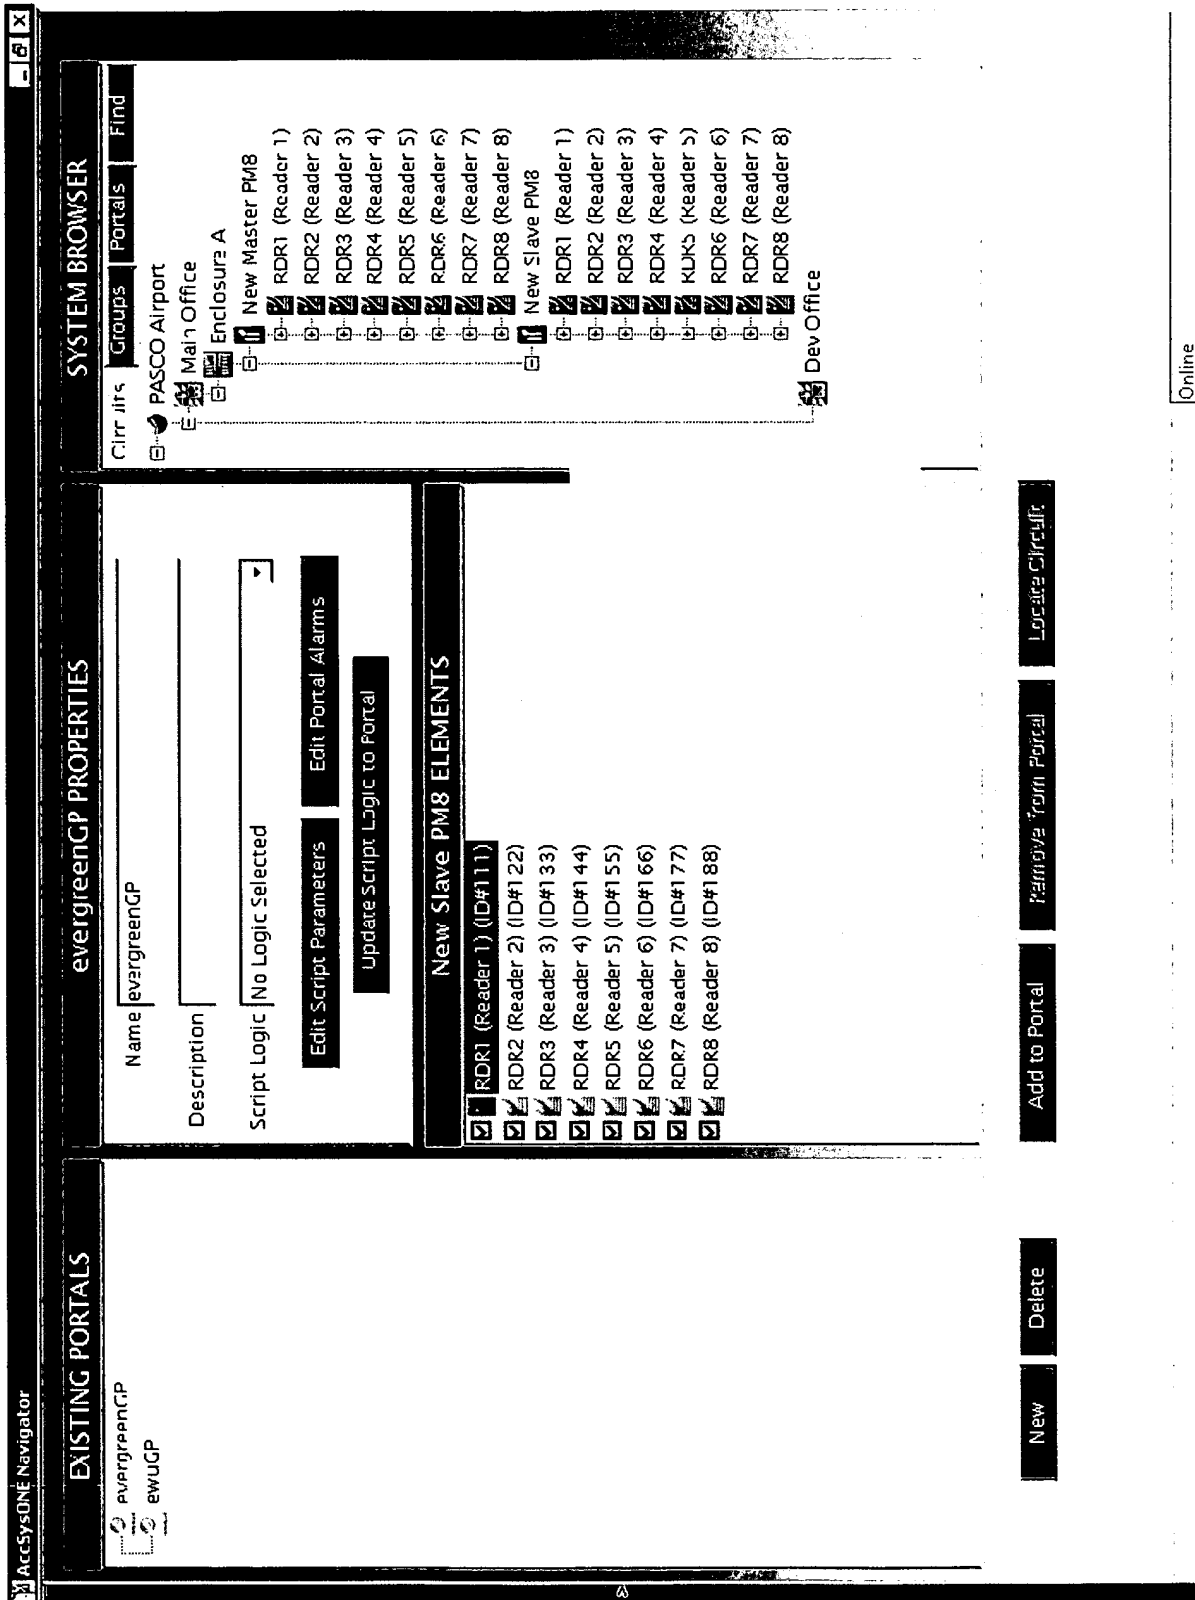 AccSysONE Navigator
EXISTING PORTALS
evergreenGP
ewuGP
New
Delete
evergreenGP PROPERTIES
Name evergreenGP
Description
Script Logic No Logic Selected
Edit Script Parameters
Edit Portal Alarms
Update Script Logic to Portal
New Slave PM8 ELEMENTS
RDR1 (Reader 1) (ID#111)
RDR2 (Reader 2) (ID#122)
RDR3 (Reader 3) (ID#133)
RDR4 (Reader 4) (ID#144)
RDR5 (Reader 5) (ID#155)
RDR6 (Reader 6) (ID#166)
RDR7 (Reader 7) (ID#177)
RDR8 (Reader 8) (ID#188)
Add to Portal
Remove from Portal
Locate Circuit
SYSTEM BROWSER
Circuits Groups Portals Find
PASCO Airport
Main Office
Enclosure A
New Master PM8
RDR1 (Reader 1)
RDR2 (Reader 2)
RDR3 (Reader 3)
RDR4 (Reader 4)
RDR5 (Reader 5)
RDR6 (Reader 6)
RDR7 (Reader 7)
RDR8 (Reader 8)
New Slave PM8
RDR1 (Reader 1)
RDR2 (Reader 2)
RDR3 (Reader 3)
RDR4 (Reader 4)
RDR5 (Reader 5)
RDR6 (Reader 6)
RDR7 (Reader 7)
RDR8 (Reader 8)
Dev Office
Online